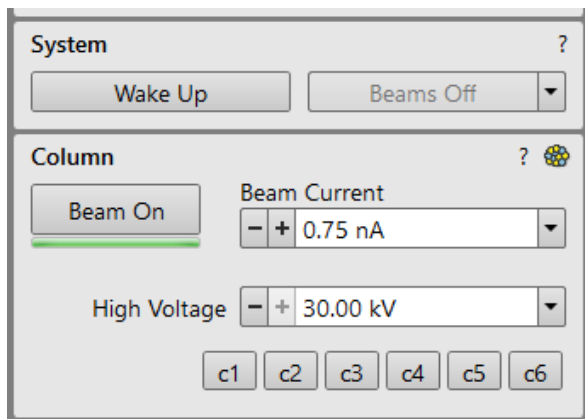 System ?
Wake Up Beams Off
Column ?
Beam Current
Beam On
- + 0.75 nA
High Voltage - + 30.00 kV
c1 c2 c3 c4 c5 c6